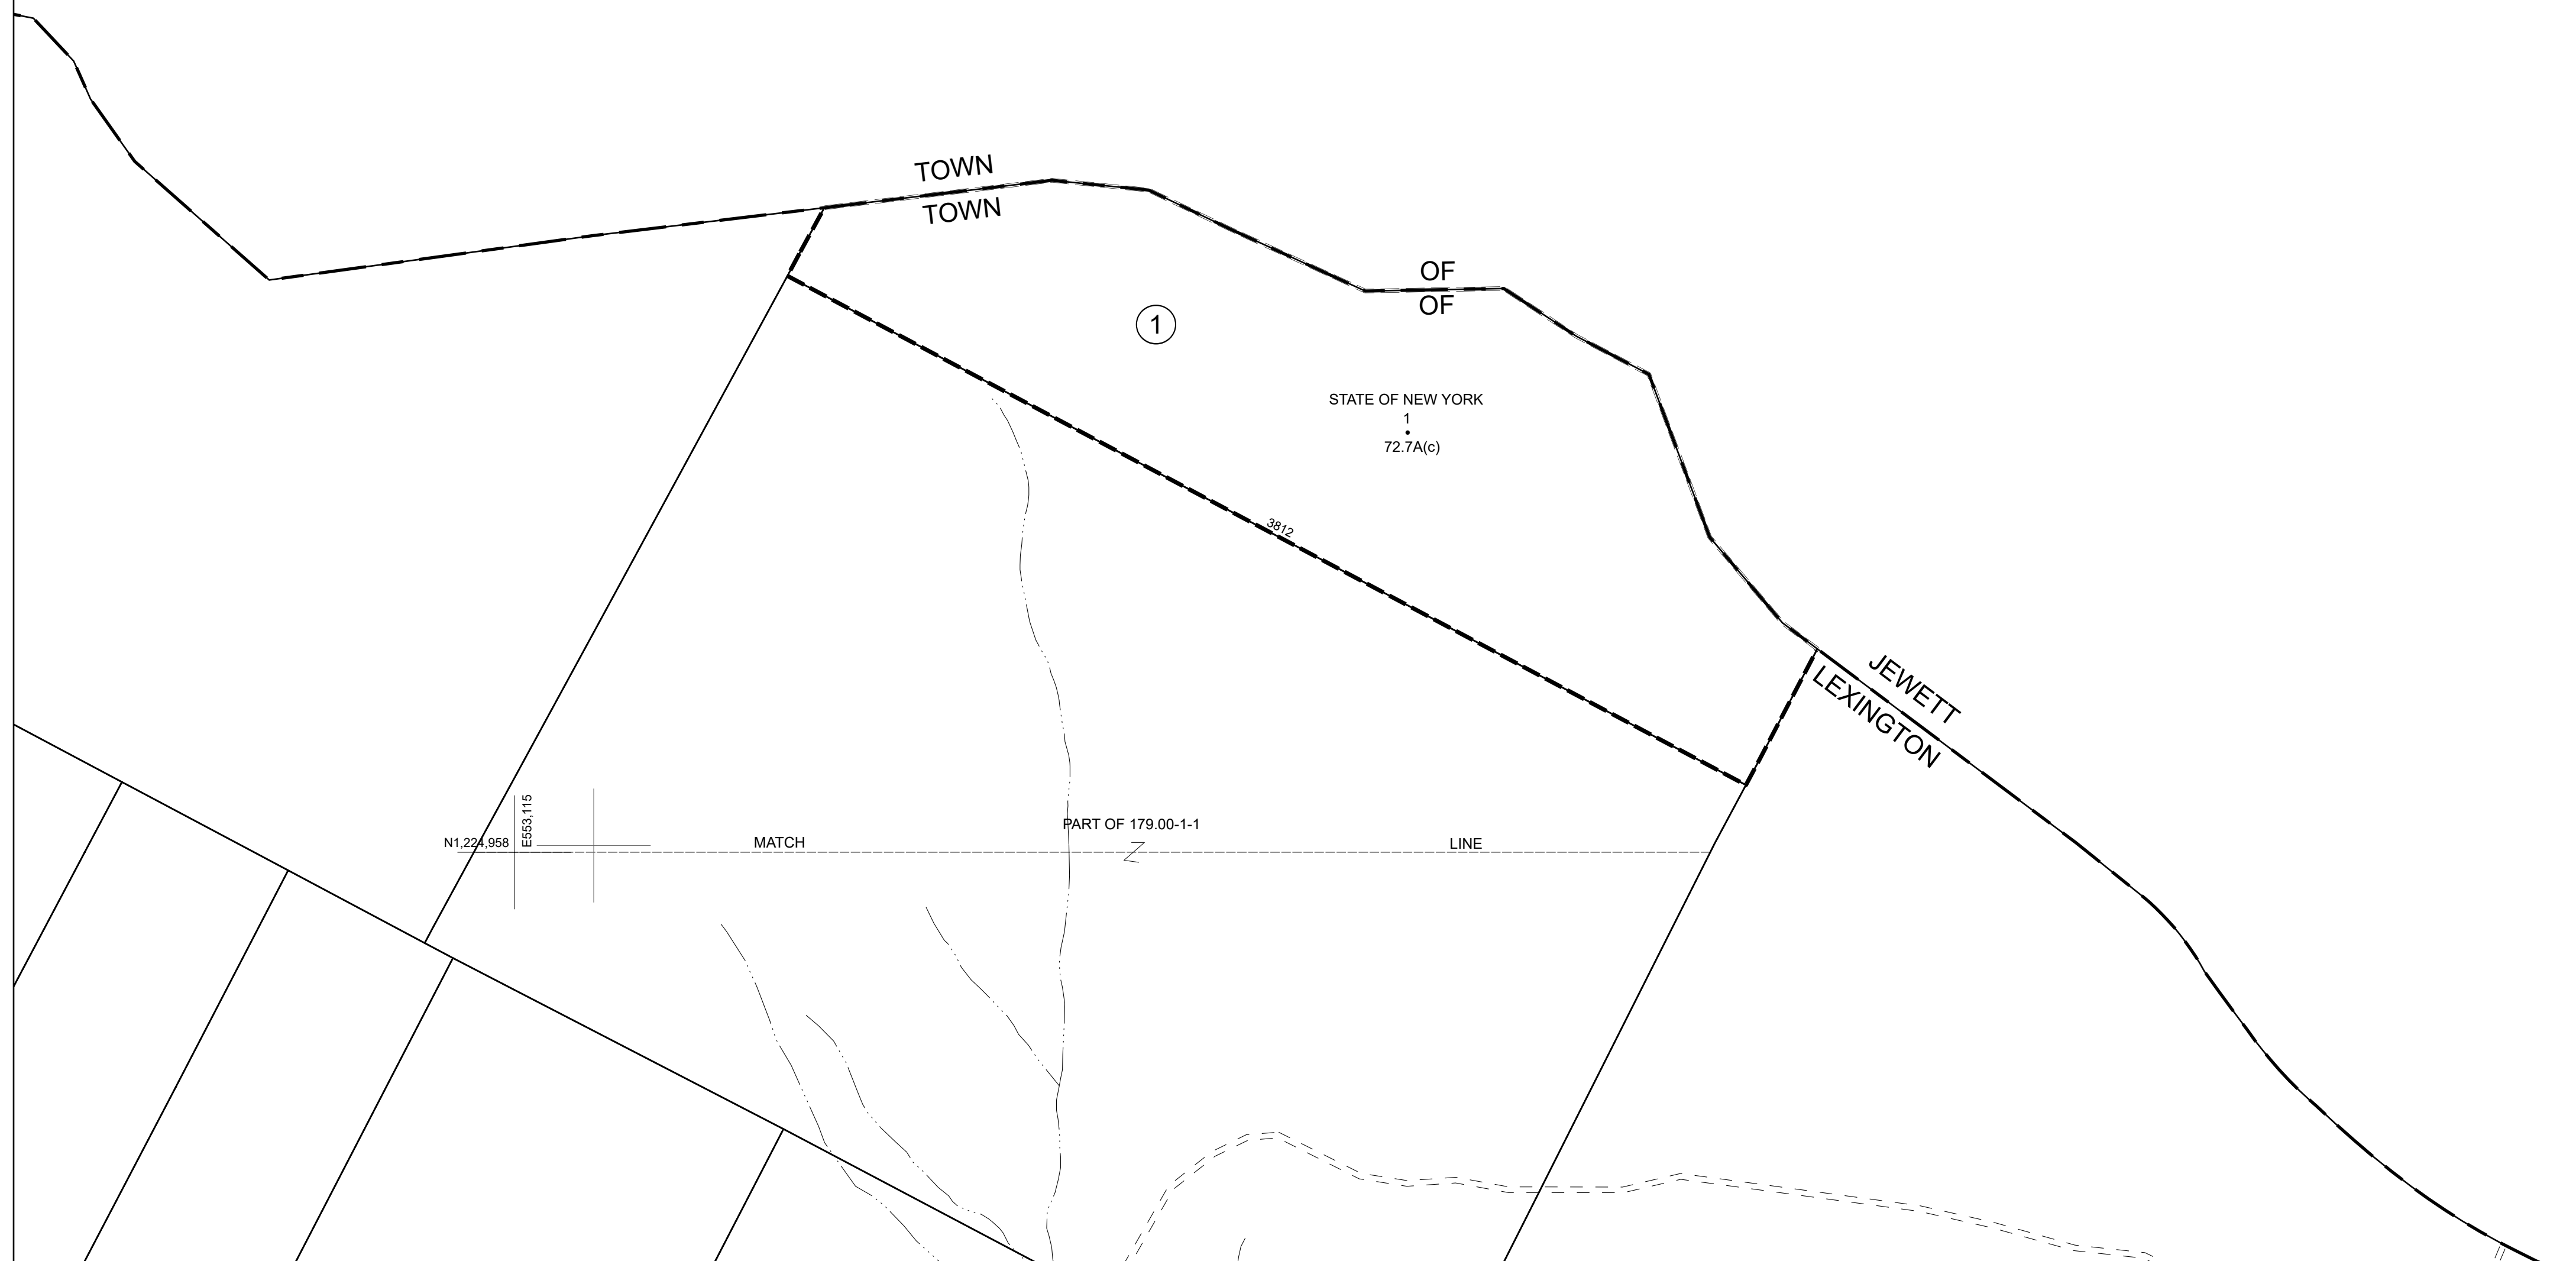 TOWN
TOWN
OF
OF
1
STATE OF NEW YORK
1
72.7A(c)
3812
JEWETT
LEXINGTON
PART OF 179.00-1-1
N1,224,958
E553,115
MATCH
LINE